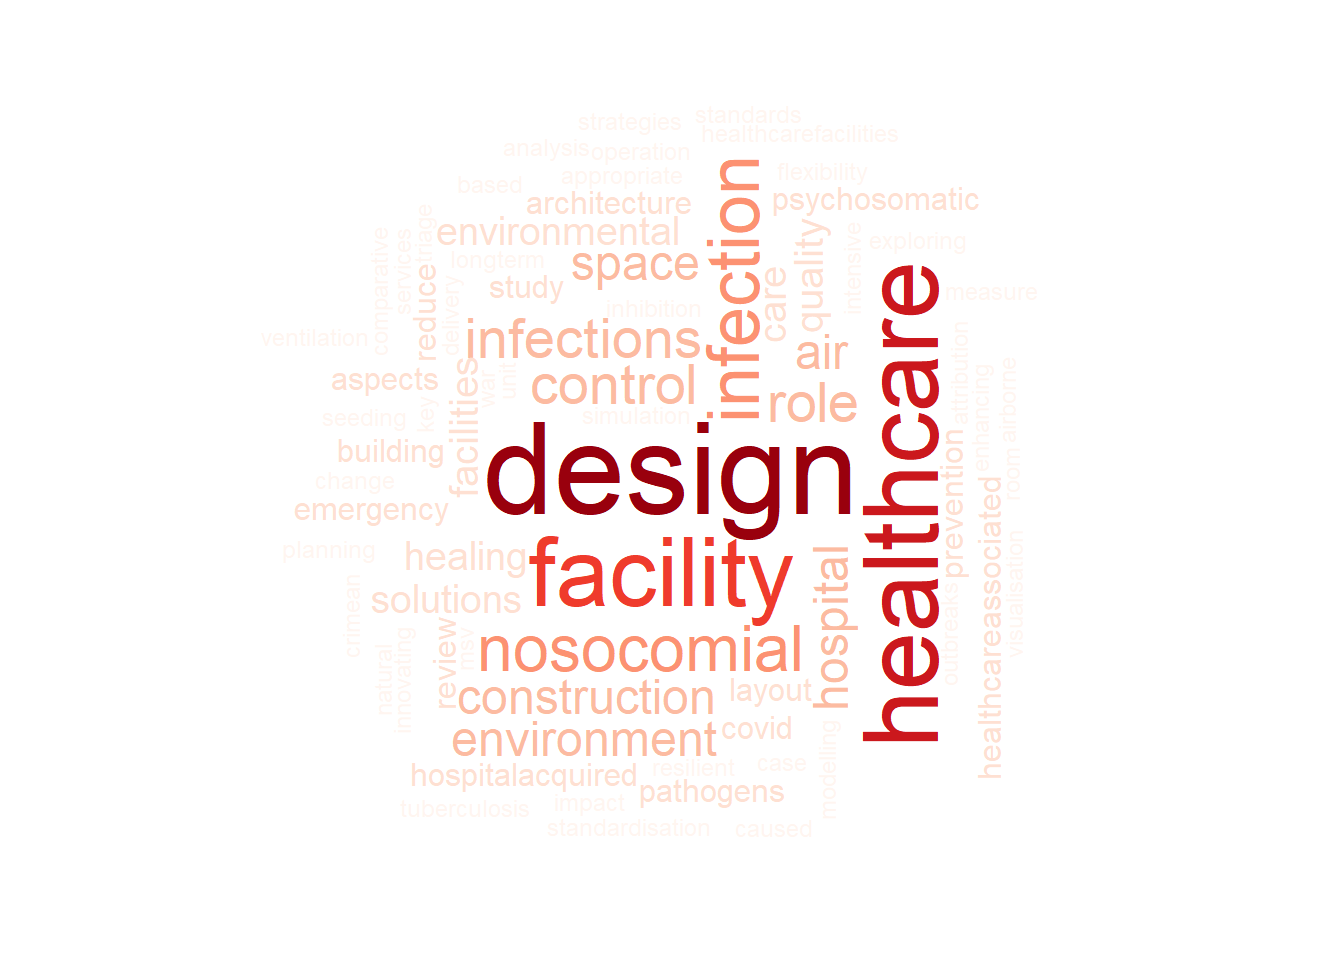 standards
strategies
healthcarefacilities
analysis
operation
appropriate
flexibility
based
architecture
psychosomatic
infection
environmental
triage
services
comparative
quality
intensive
exploring
longterm
space
care
healthcare
study
reduce
delivery
inhibition
measure
ventilation
infections
air
aspects
control
unit
war
role
attribution
enhancing
airborne
seeding
key
facilities
simulation
building
design
prevention
room
change
emergency
planning
healing
facility
hospital
healthcareassociated
visualisation
crimean
solutions
outbreaks
natural
innovating
review
msv
nosocomial
construction
layout
environment
covid
hospitalacquired
resilient
case
modelling
pathogens
tuberculosis
impact
standardisation
caused